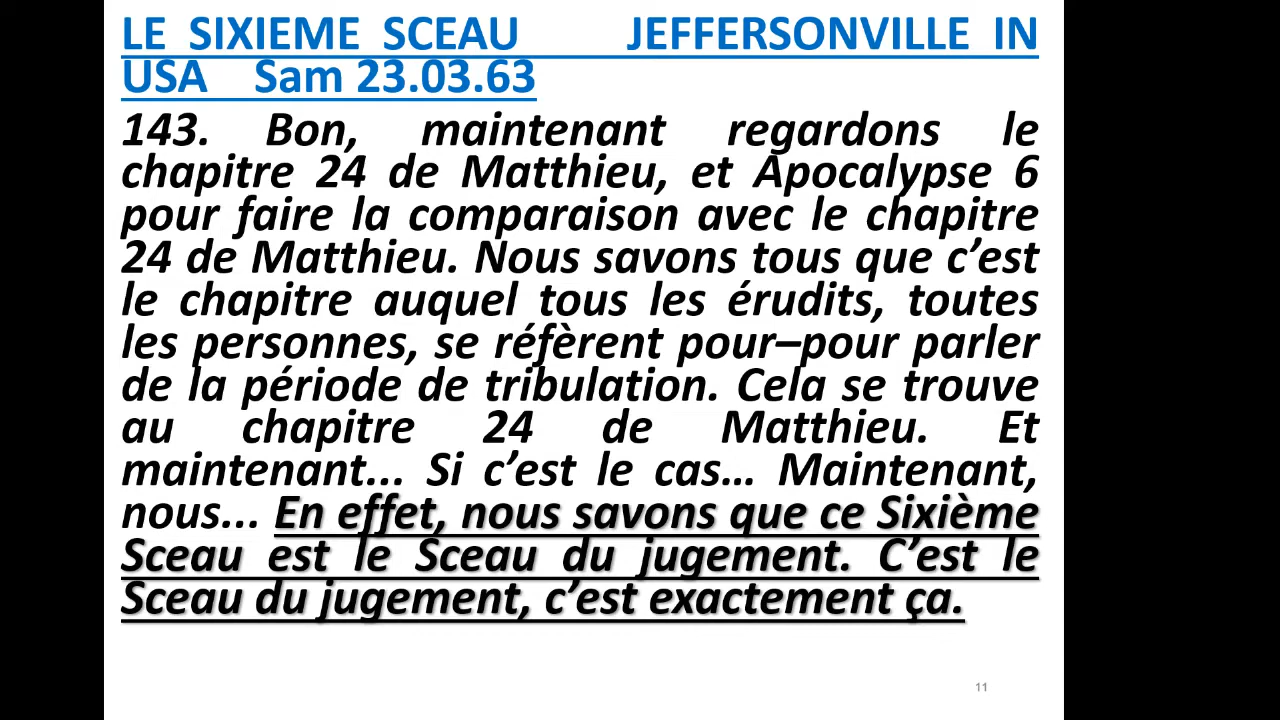 LE SIXIEME SCEAU JEFFERSONVILLE IN
USA Sam 23.03.63
143. Bon, maintenant regardons le
chapitre 24 de Matthieu, et Apocalypse 6
pour faire la comparaison avec le chapitre
24 de Matthieu. Nous savons tous que c’est
le chapitre auquel tous les érudits, toutes
les personnes, se réfèrent pour–pour parler
de la période de tribulation. Cela se trouve
au chapitre 24 de Matthieu. Et
maintenant... Si c’est le cas… Maintenant,
nous... En effet, nous savons que ce Sixième
Sceau est le Sceau du jugement. C’est le
Sceau du jugement, c’est exactement ça.
11